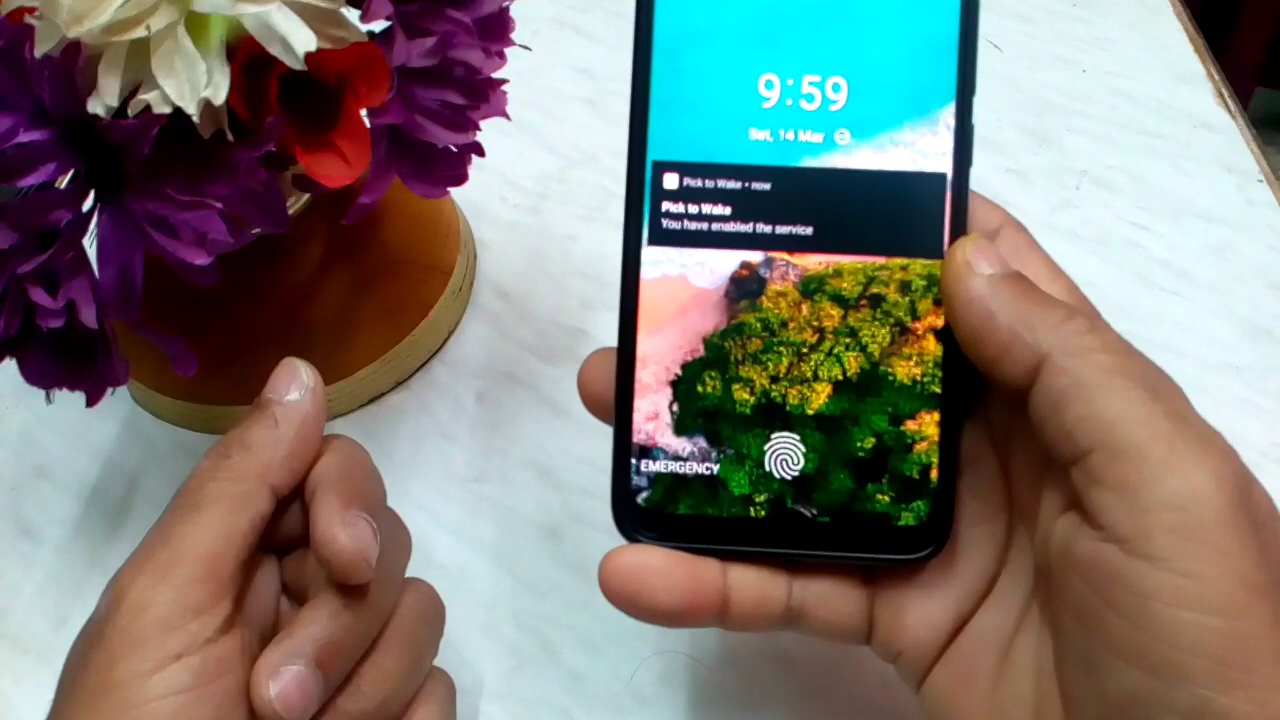 9:59
Sat, 14 Mar
Pick to Wake • now
Pick to Wake
You have enabled the service
EMERGENCY